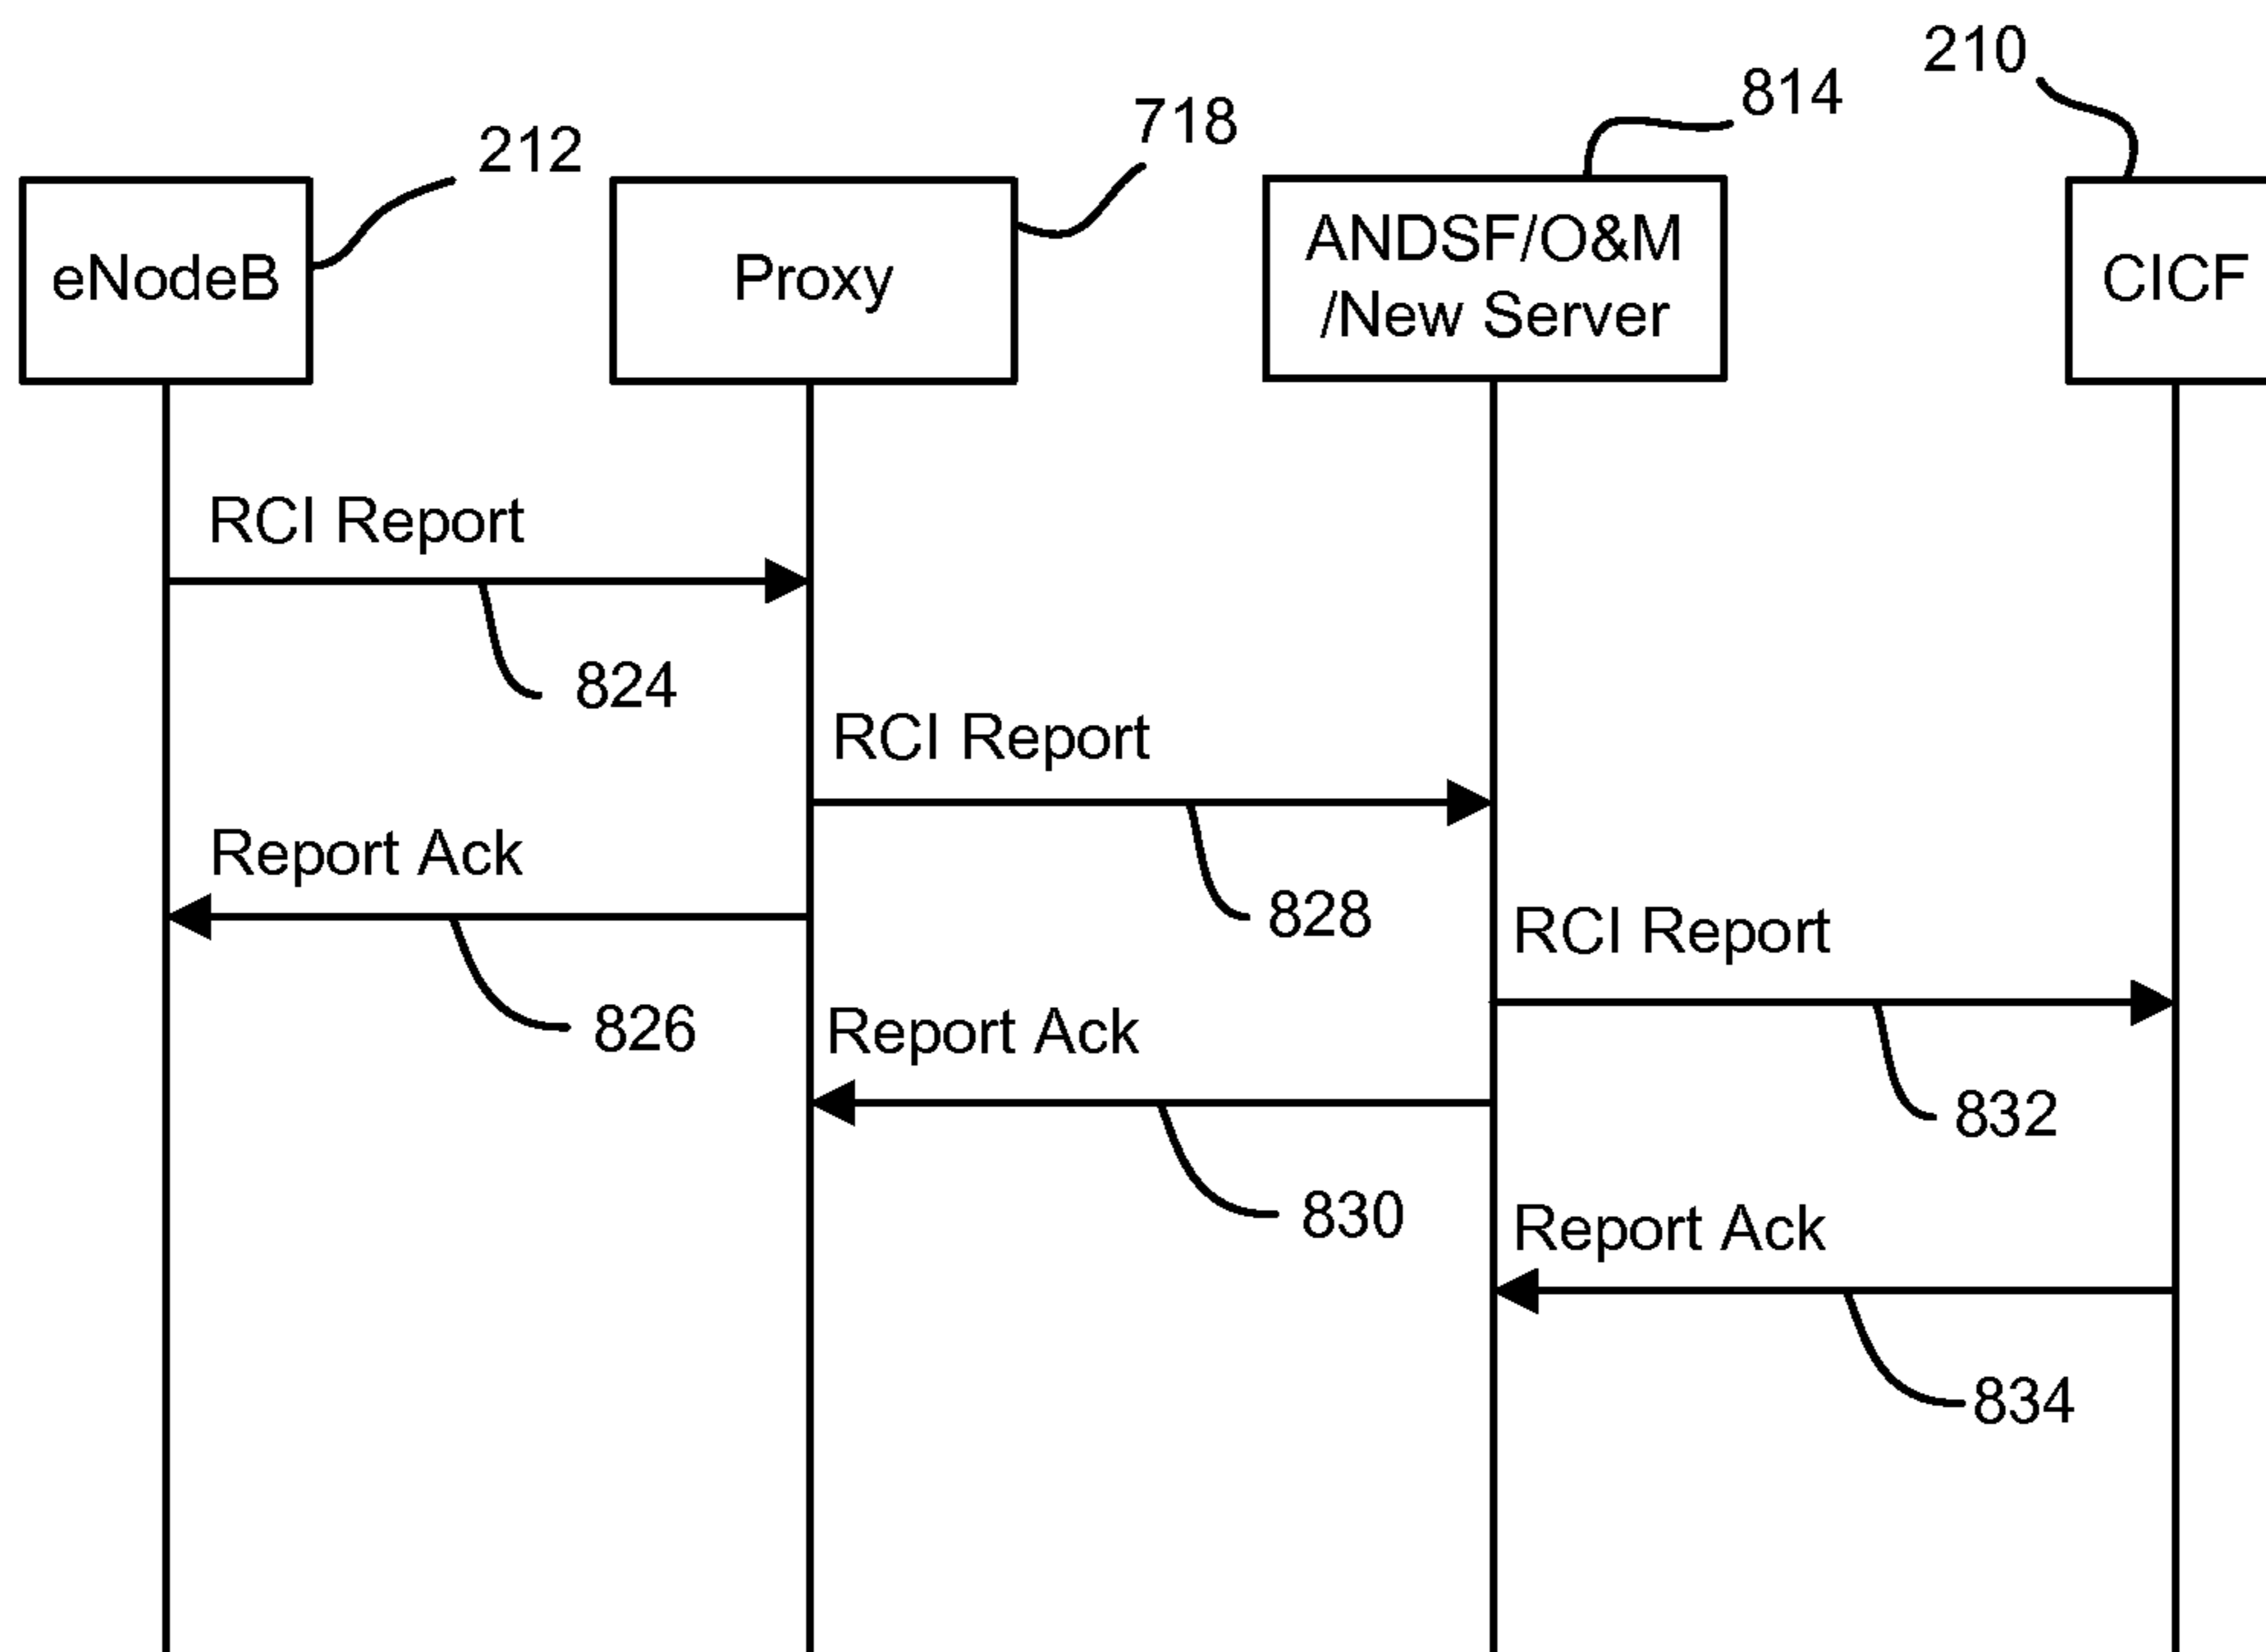 210
814
718
212
eNodeB
Proxy
ANDSF/O&M
/New Server
CICF
RCI Report
824
RCI Report
828
Report Ack
826
RCI Report
832
Report Ack
830
Report Ack
834